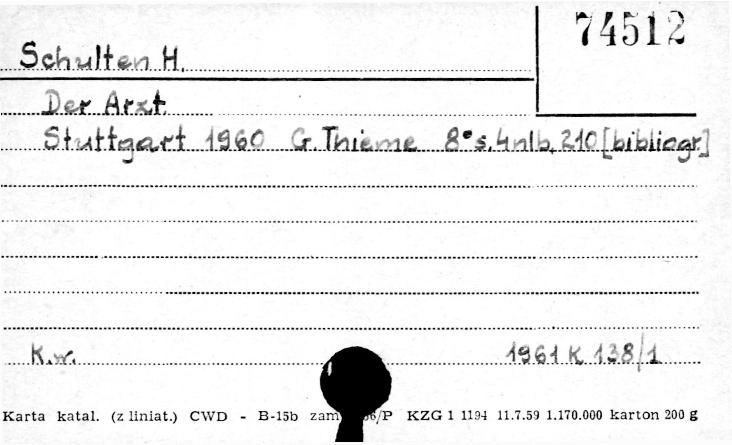 74512
Schulten H.
Der Arzt.
Stuttgart 1960 G. Thieme 8° s. 4nlb, 210 [bibliogr.]
K.w. 1961 K 138/1
Karta katal. (z liniat.) CWD - B-15b zam 6/P KZG 1 1194 11.7.59 1.170.000 karton 200 g